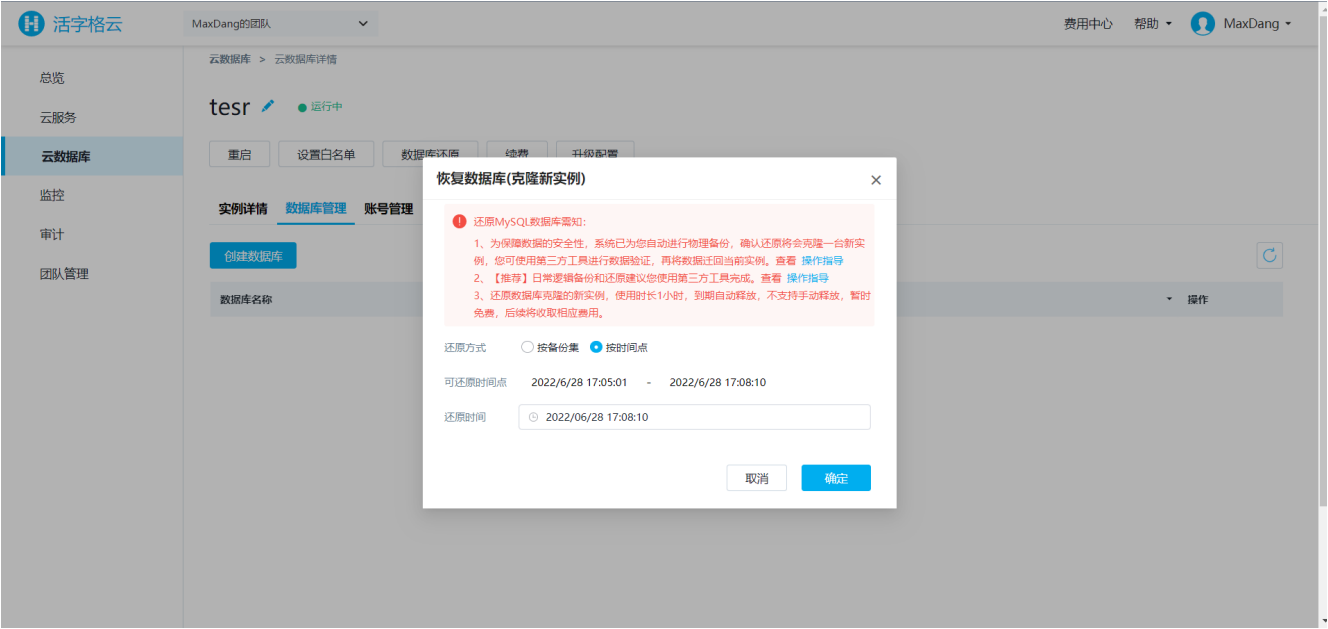 活字格云
MaxDang的团队
费用中心 帮助 MaxDang
总览
云服务
云数据库
监控
审计
团队管理
云数据库 > 云数据库详情
tesr 运行中
重启 设置白名单 数据库还原 续费 升级配置
实例详情 数据库管理 账号管理
创建数据库
数据库名称
操作
恢复数据库(克隆新实例)
还原MySQL数据库需知:
1、为保障数据的安全性，系统已为您自动进行物理备份，确认还原将会克隆一台新实
例，您可使用第三方工具进行数据验证，再将数据迁回当前实例。查看 操作指导
2、【推荐】日常逻辑备份和还原建议您使用第三方工具完成。查看 操作指导
3、还原数据库克隆的新实例，使用时长1小时，到期自动释放，不支持手动释放，暂时
免费，后续将收取相应费用。
还原方式 按备份集 按时间点
可还原时间点 2022/6/28 17:05:01 - 2022/6/28 17:08:10
还原时间 2022/06/28 17:08:10
取消 确定